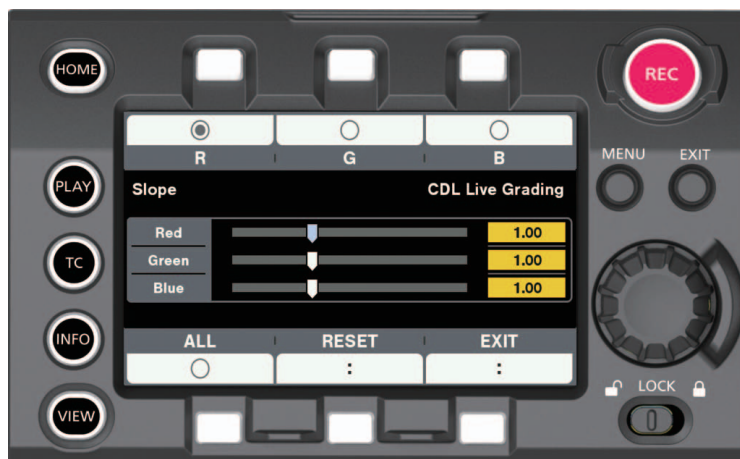 HOME
REC
R G B
MENU EXIT
PLAY
Slope CDL Live Grading
Red 1.00
TC
Green 1.00
Blue 1.00
INFO
ALL RESET EXIT
: :
LOCK
VIEW